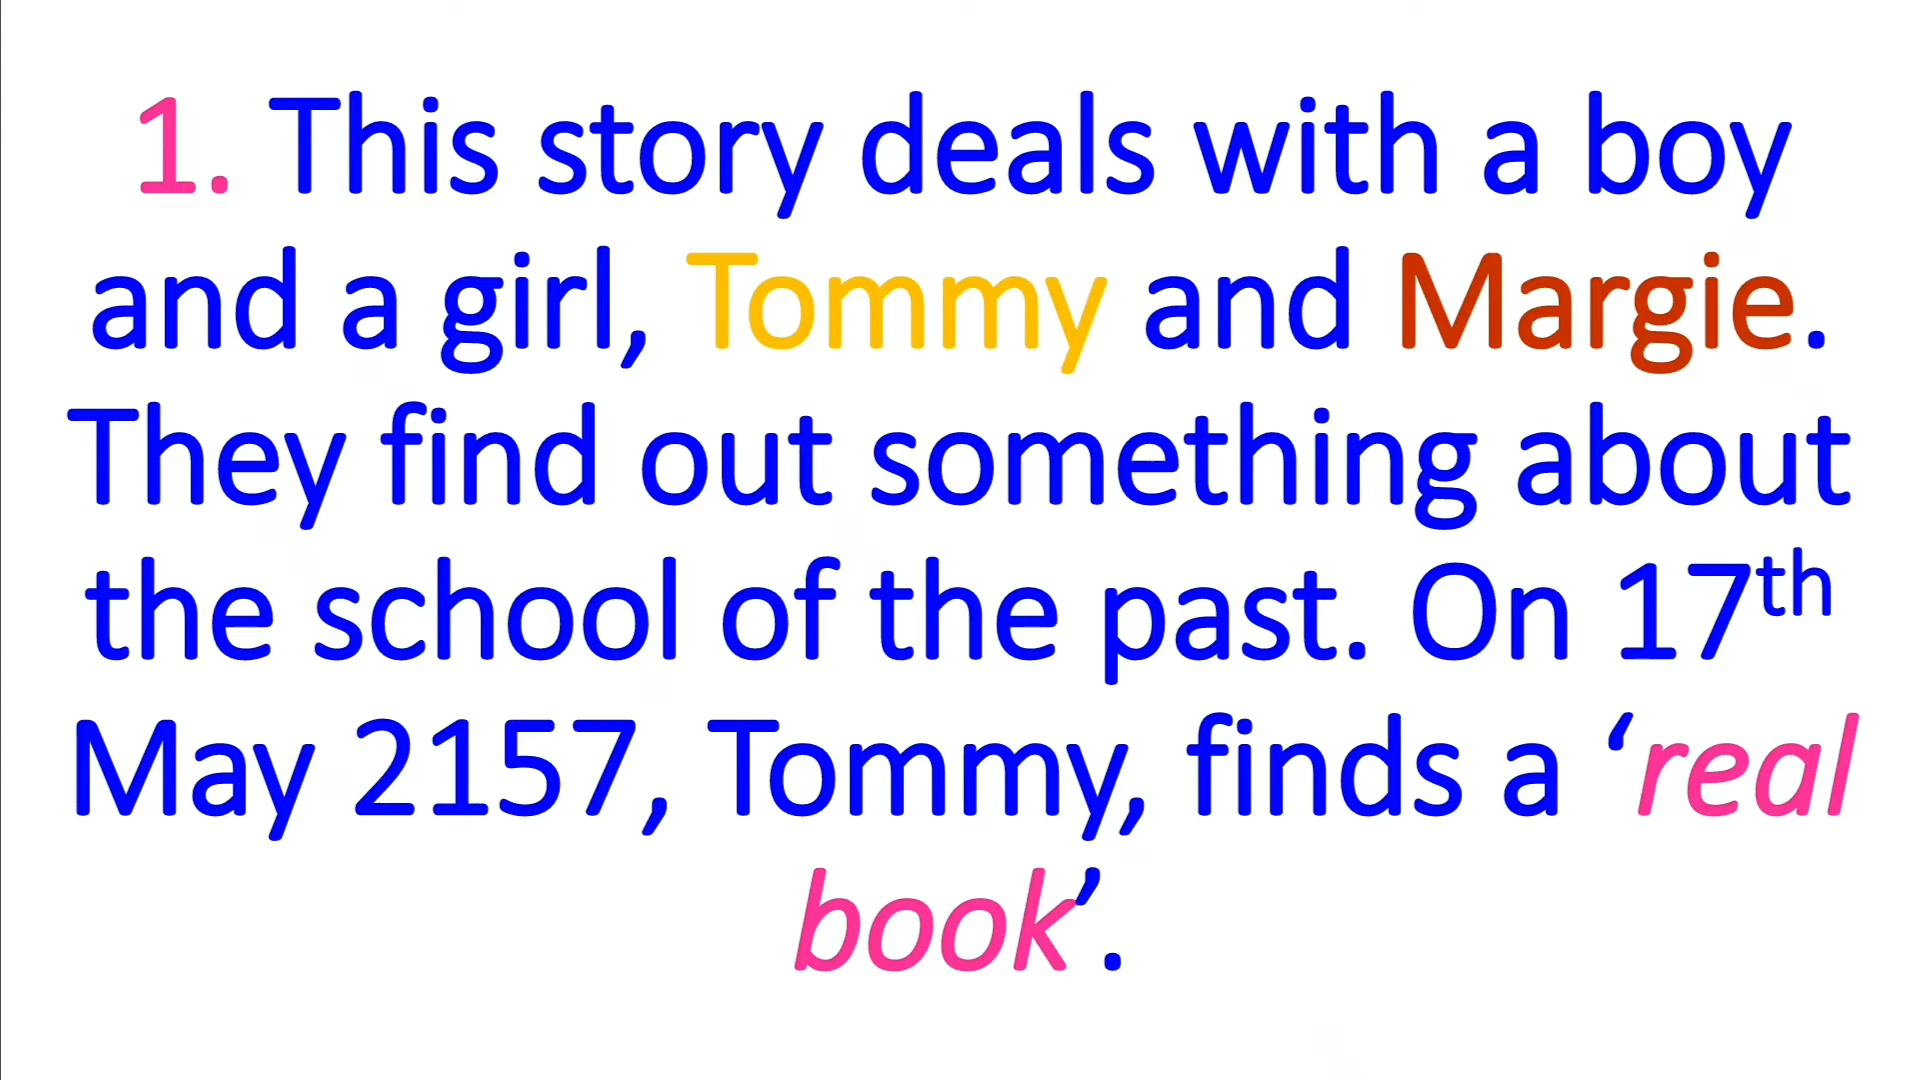 1. This story deals with a boy
and a girl, Tommy and Margie.
They find out something about
the school of the past. On 17th
May 2157, Tommy, finds a ‘real
book’.